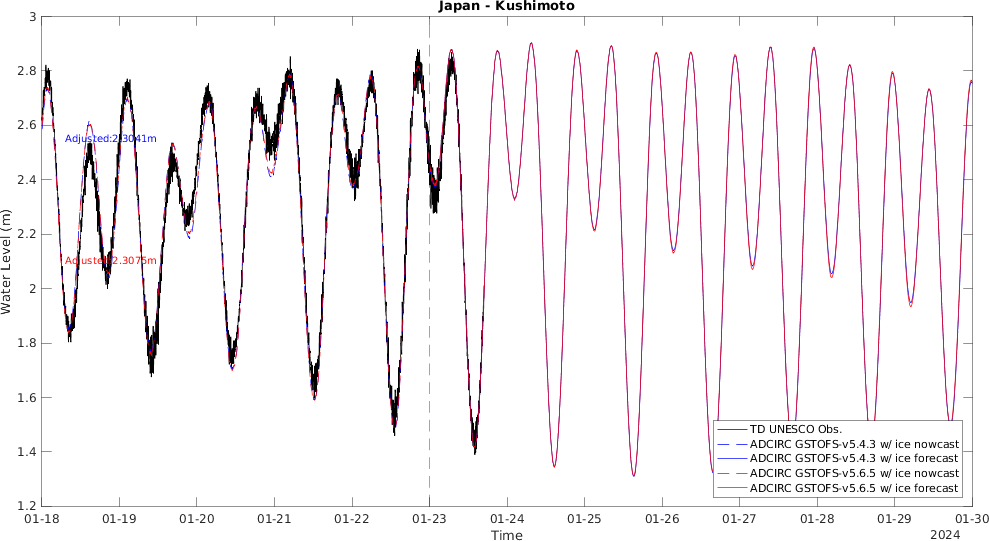 Japan - Kushimoto
3
2.8
2.6
2.4
2.2
2
1.8
1.6
1.4
1.2
Water Level (m)
Adjusted:2.3041m
Adjusted:2.3075m
TD UNESCO Obs.
ADCIRC GSTOFS-v5.4.3 w/ ice nowcast
ADCIRC GSTOFS-v5.4.3 w/ ice forecast
ADCIRC GSTOFS-v5.6.5 w/ ice nowcast
ADCIRC GSTOFS-v5.6.5 w/ ice forecast
01-18 01-19 01-20 01-21 01-22 01-23 01-24 01-25 01-26 01-27 01-28 01-29 01-30
Time
2024